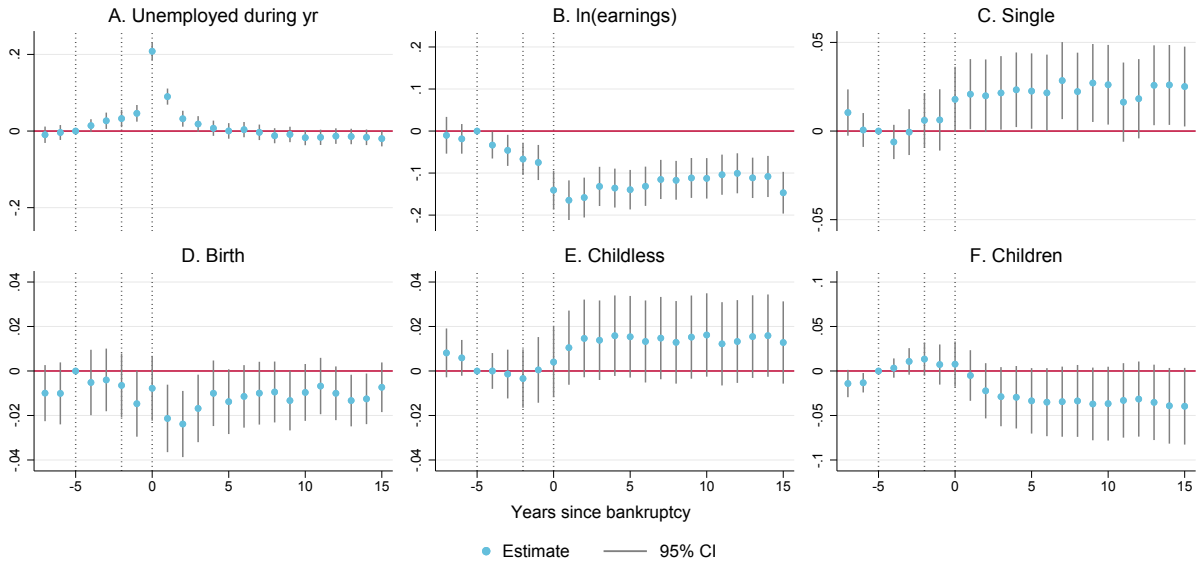 A. Unemployed during yr
B. ln(earnings)
C. Single
.2
0
-.2
.2
.1
0
-.1
-.2
.05
0
-.05
D. Birth
E. Childless
F. Children
.04
.02
0
-.02
-.04
.04
.02
0
-.02
-.04
.1
.05
0
-.05
-.1
-5 0 5 10 15
-5 0 5 10 15
-5 0 5 10 15
Years since bankruptcy
Estimate 95% CI